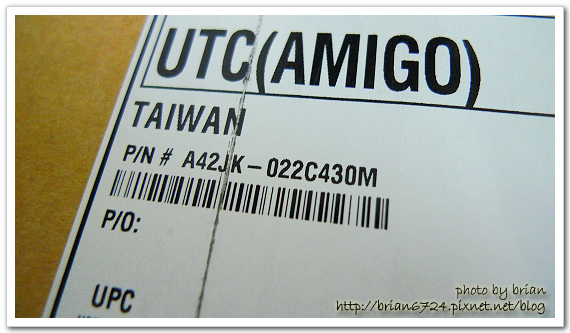 UTC(AMIGO)
TAIWAN
P/N # A42JK-022C430M
P/O:
UPC
photo by brian
http://brian6724.pixnet.net/blog